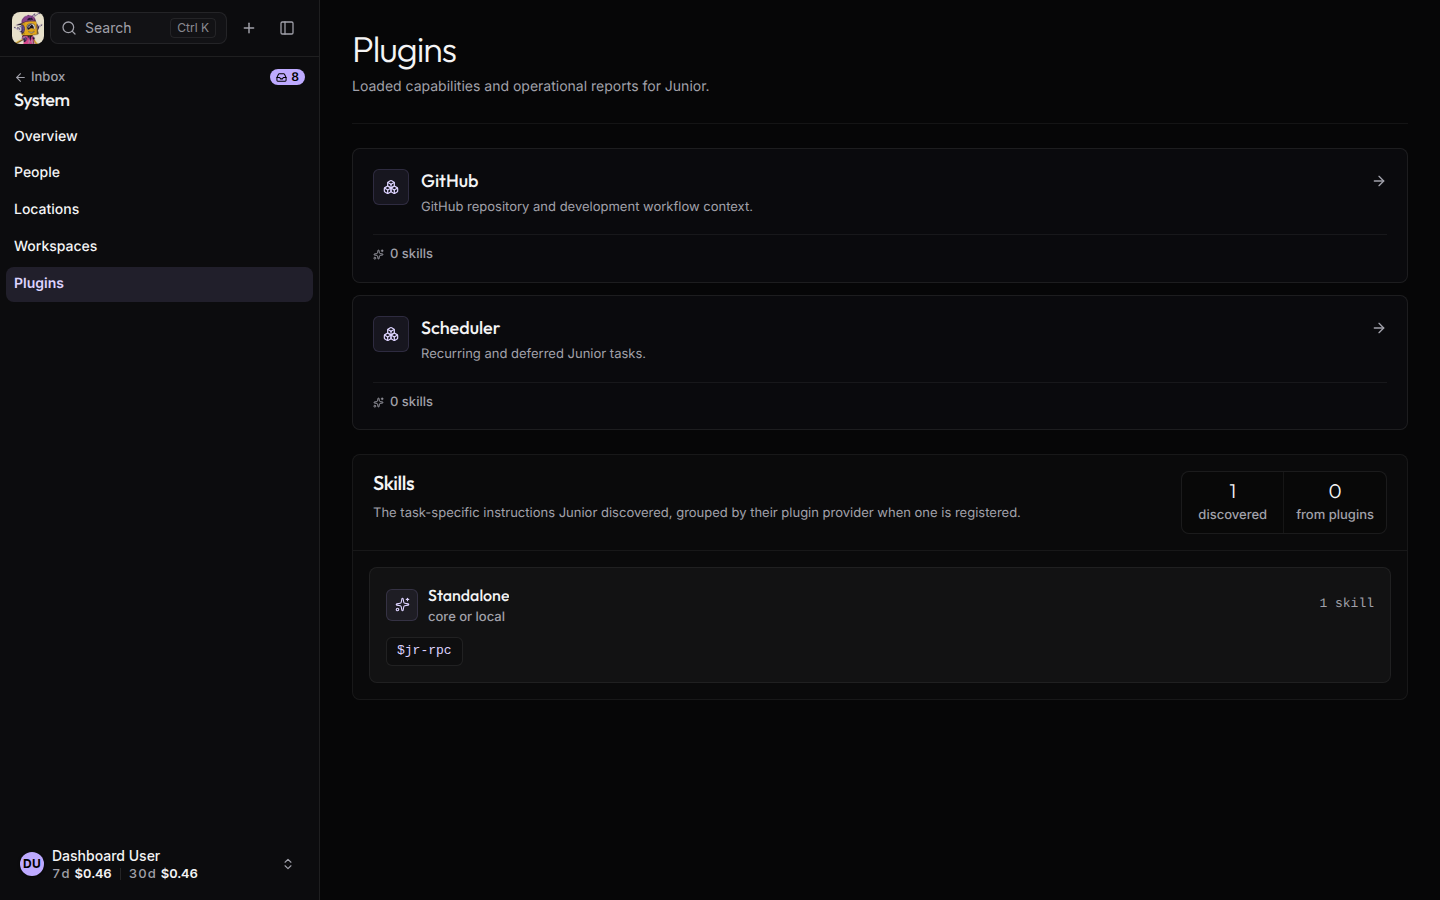 Search
Ctrl K
Inbox
8
System
Overview
People
Locations
Workspaces
Plugins
DU
Dashboard User
7d $0.46
30d $0.46
Plugins
Loaded capabilities and operational reports for Junior.
GitHub
GitHub repository and development workflow context.
0 skills
Scheduler
Recurring and deferred Junior tasks.
0 skills
Skills
The task-specific instructions Junior discovered, grouped by their plugin provider when one is registered.
1
discovered
0
from plugins
Standalone
core or local
1 skill
$jr-rpc